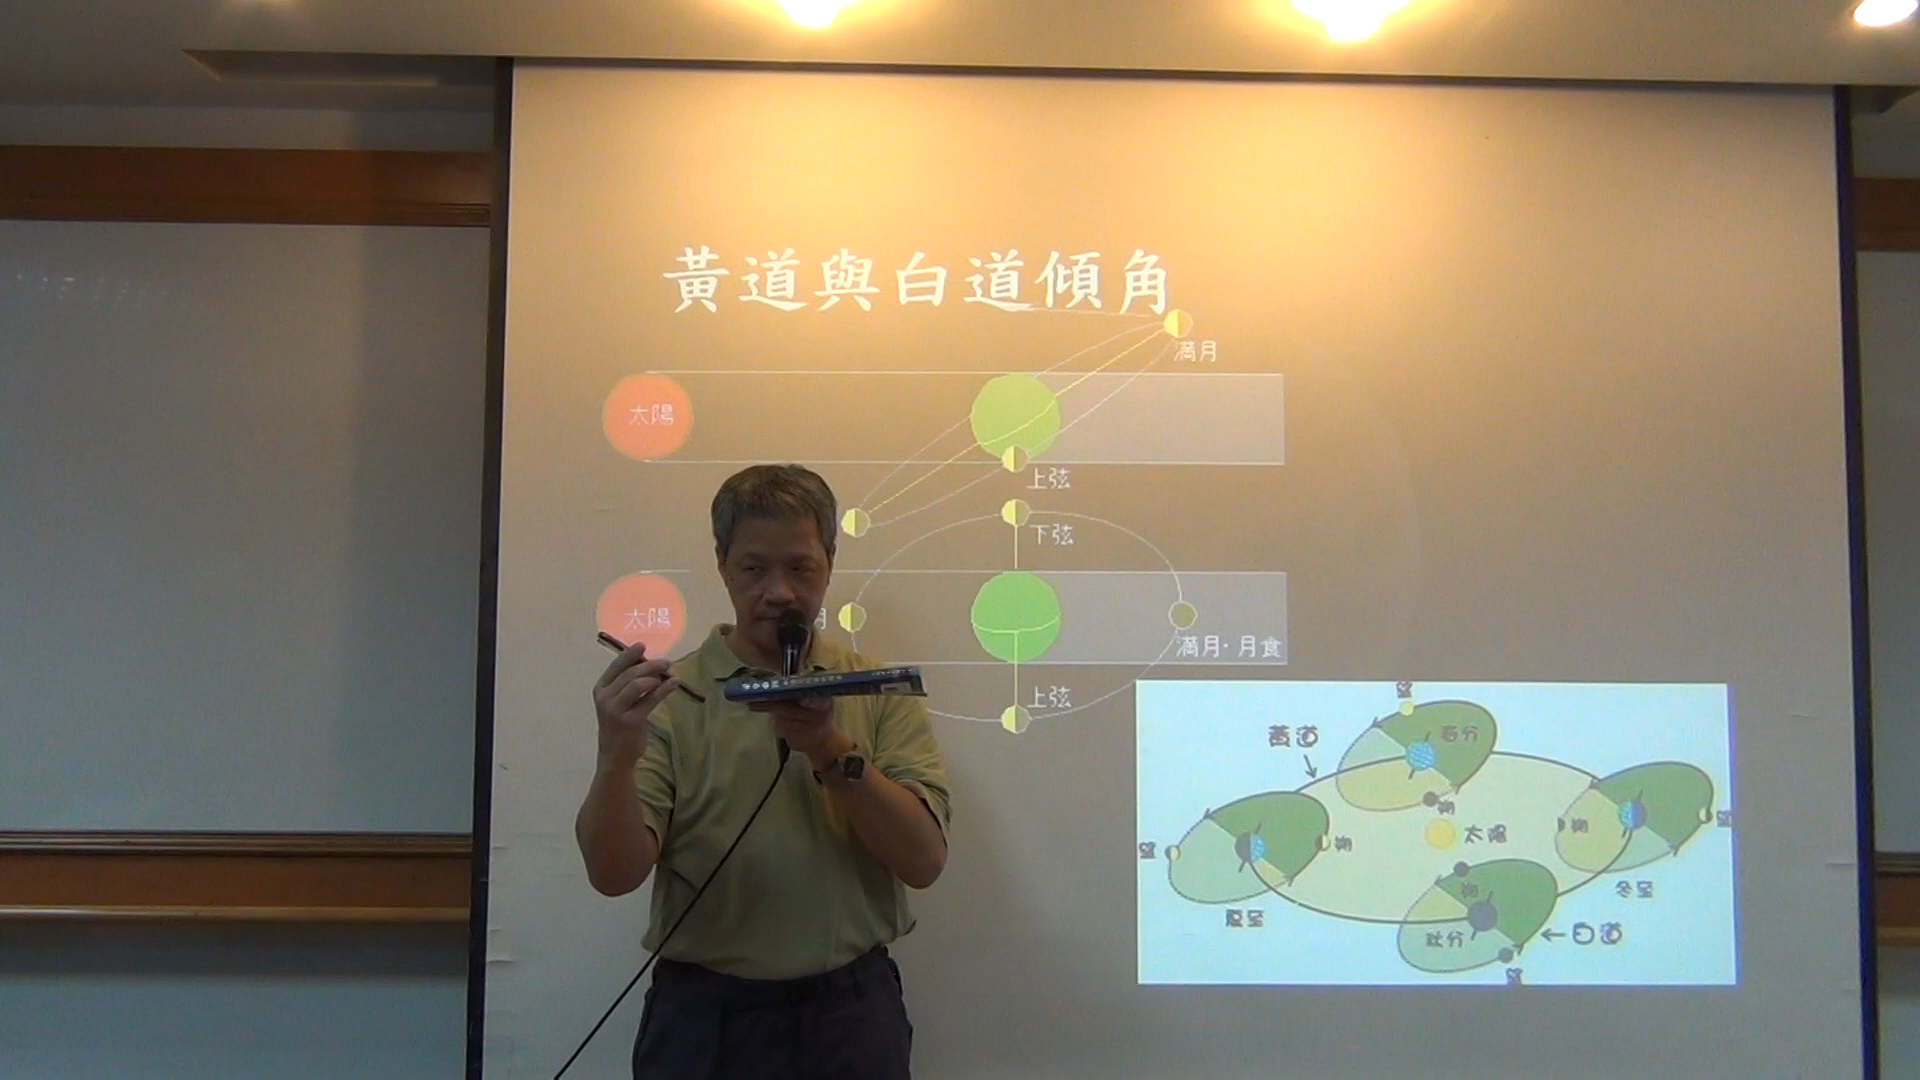 黃道與白道傾角
滿月
太陽
上弦
下弦
太陽
月
滿月·月食
上弦
望
黃道
春分
朔
望
朔
太陽
朔
望
冬至
夏至
朔
秋分
白道
望